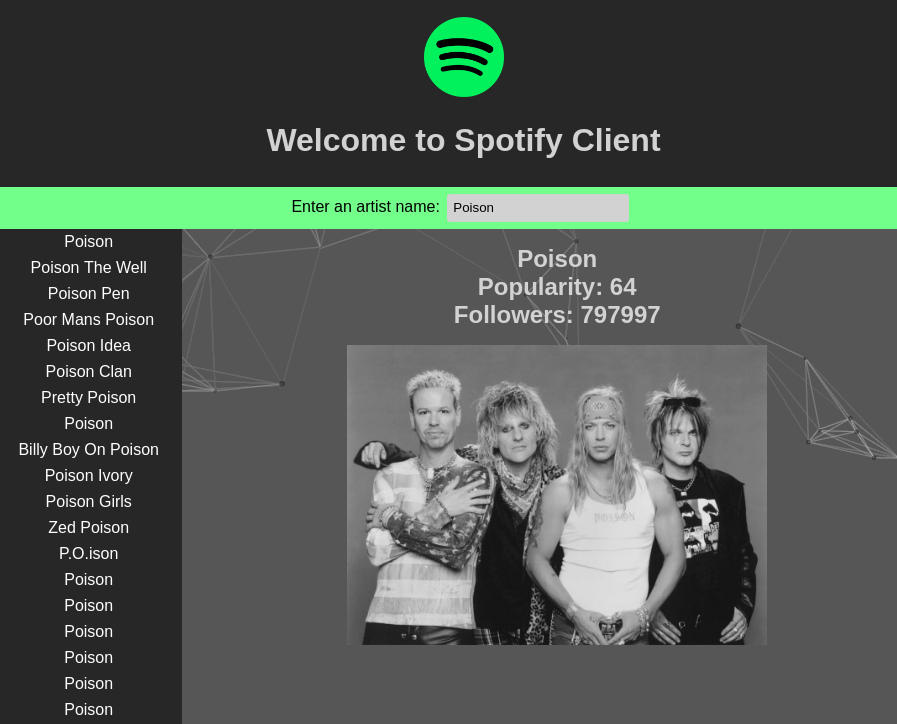 Welcome to Spotify Client
Enter an artist name: Poison
Poison
Poison The Well
Poison Pen
Poor Mans Poison
Poison Idea
Poison Clan
Pretty Poison
Poison
Billy Boy On Poison
Poison Ivory
Poison Girls
Zed Poison
P.O.ison
Poison
Poison
Poison
Poison
Poison
Poison
Poison
Popularity: 64
Followers: 797997
POISON